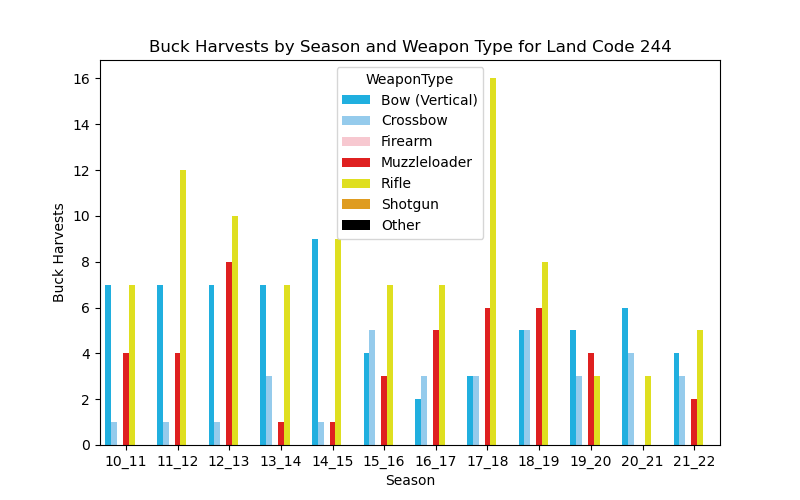 Buck Harvests by Season and Weapon Type for Land Code 244
WeaponType
Bow (Vertical)
Crossbow
Firearm
Muzzleloader
Rifle
Shotgun
Other
Buck Harvests
16
14
12
10
8
6
4
2
0
10_11 11_12 12_13 13_14 14_15 15_16 16_17 17_18 18_19 19_20 20_21 21_22
Season